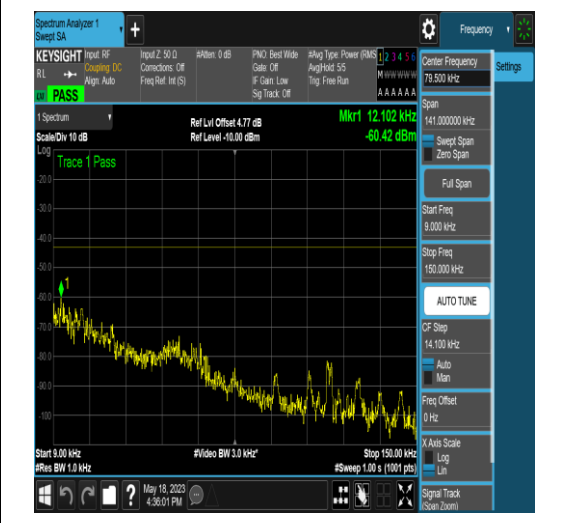 Spectrum Analyzer 1
Swept SA
Frequency
KEYSIGHT
RL
PASS
Input: RF
Coupling: DC
Align: Auto
Input Z: 50 Ω
Corrections: Off
Freq Ref: Int (S)
#Atten: 0 dB
PNO: Best Wide
Gate: Off
IF Gain: Low
Sig Track: Off
#Avg Type: Power (RMS)
Avg|Hold: 5/5
Trig: Free Run
1 2 3 4 5 6
M W W W W W
A A A A A A
1 Spectrum
Scale/Div 10 dB
Ref Lvl Offset 4.77 dB
Ref Level -10.00 dBm
Mkr1 12.102 kHz
-60.42 dBm
Log
Trace 1 Pass
-20.0
-30.0
-40.0
-50.0
-60.0
-70.0
-80.0
-90.0
-100
1
Start 9.00 kHz
#Res BW 1.0 kHz
#Video BW 3.0 kHz*
Stop 150.00 kHz
#Sweep 1.00 s (1001 pts)
May 18, 2023
4:36:01 PM
Center Frequency
79.500 kHz
Span
141.000000 kHz
Swept Span
Zero Span
Full Span
Start Freq
9.000 kHz
Stop Freq
150.000 kHz
AUTO TUNE
CF Step
14.100 kHz
Auto
Man
Freq Offset
0 Hz
X Axis Scale
Log
Lin
Signal Track
(Span Zoom)
Settings